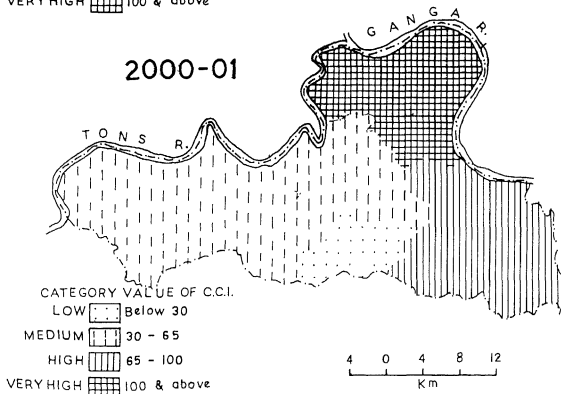 VERY HIGH 100 & above
GANGA R.
2000-01
TONS R.
CATEGORY VALUE OF C.C.I.
LOW Below 30
MEDIUM 30 - 65
HIGH 65 - 100
VERY HIGH 100 & above
4 0 4 8 12
Km